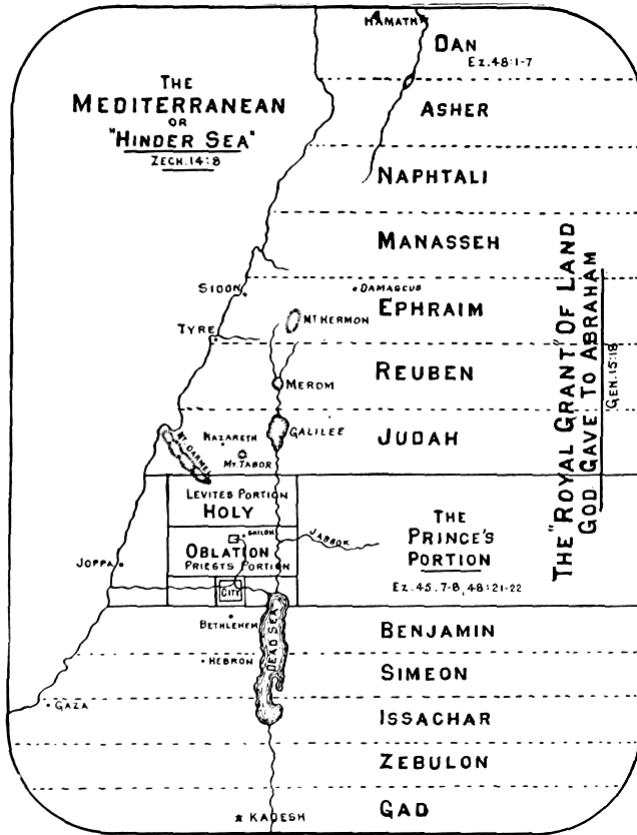 HAMATH
DAN
EZ. 48:1-7
THE
MEDITERRANEAN
OR
"HINDER SEA"
ZECH. 14:8
ASHER
NAPHTALI
MANASSEH
SIDON
DAMASCUS
EPHRAIM
MT HERMON
TYRE
REUBEN
MEROM
GALILEE
NAZARETH
MT. TABOR
MT. CARMEL
JUDAH
THE "ROYAL GRANT" OF LAND
GOD GAVE TO ABRAHAM
GEN. 15:18
LEVITES PORTION
HOLY
SHILOH
OBLATION
PRIESTS PORTION
JABBOK
THE
PRINCE'S
PORTION
EZ. 45. 7-8, 48:21-22
JOPPA
CITY
BETHLEHEM
DEAD SEA
BENJAMIN
HEBRON
SIMEON
GAZA
ISSACHAR
ZEBULON
KADESH
GAD